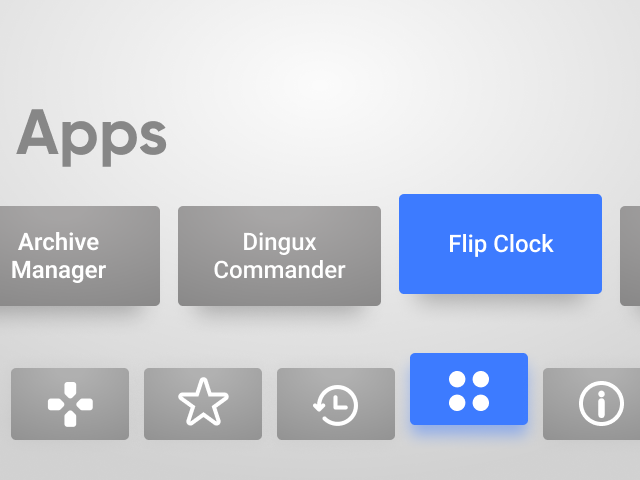 Apps
Archive
Manager
Dingux
Commander
Flip Clock